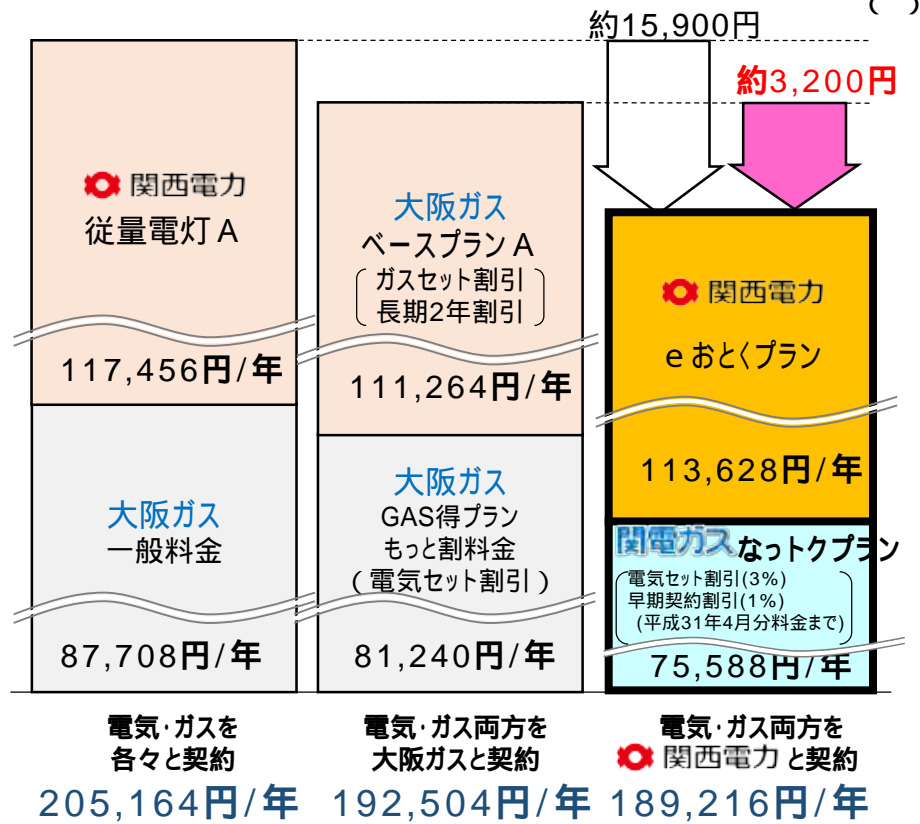 ( )
約15,900円
約3,200円
関西電力
従量電灯A
117,456円/年
大阪ガス
一般料金
87,708円/年
大阪ガス
ベースプランA
ガスセット割引
長期2年割引
111,264円/年
大阪ガス
GAS得プラン
もっと割料金
(電気セット割引)
81,240円/年
関西電力
eおとくプラン
113,628円/年
関電ガス なっトクプラン
電気セット割引(3%)
早期契約割引(1%)
(平成31年4月分料金まで)
75,588円/年
電気・ガスを
各々と契約
205,164円/年
電気・ガス両方を
大阪ガスと契約
192,504円/年
電気・ガス両方を
関西電力 と契約
189,216円/年